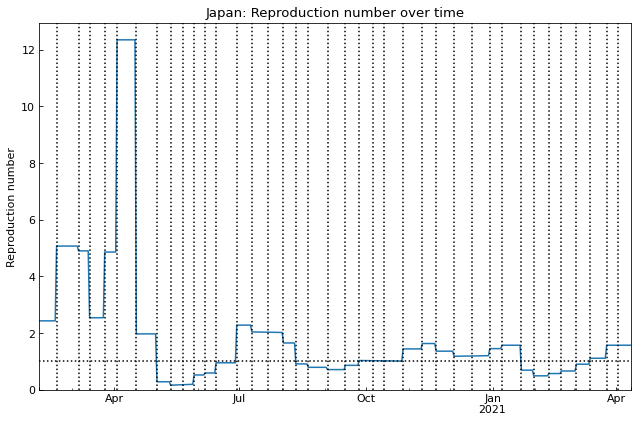 Japan: Reproduction number over time
Reproduction number
12
10
8
6
4
2
0
Apr
Jul
Oct
Jan
2021
Apr